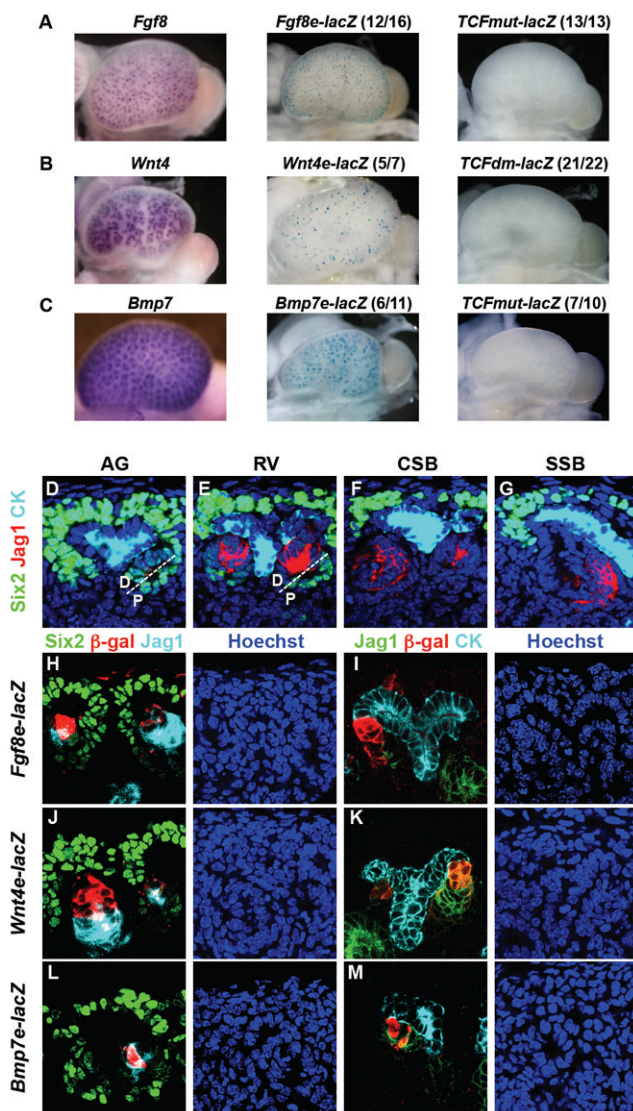 A Fgf8 Fgf8e-lacZ (12/16) TCFmut-lacZ (13/13)
B Wnt4 Wnt4e-lacZ (5/7) TCFdm-lacZ (21/22)
C Bmp7 Bmp7e-lacZ (6/11) TCFmut-lacZ (7/10)
AG RV CSB SSB
Six2 Jag1 CK
D E F G
D D
P P
Six2 β-gal Jag1 Hoechst Jag1 β-gal CK Hoechst
Fgf8e-lacZ
H I
Wnt4e-lacZ
J K
Bmp7e-lacZ
L M